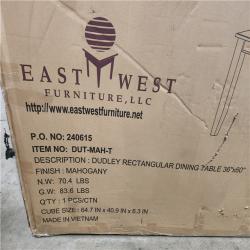 EAST WEST
FURNITURE, LLC
http://www.eastwestfurniture.net
P.O. NO: 240615
ITEM NO: DUT-MAH-T
DESCRIPTION : DUDLEY RECTANGULAR DINING TABLE 36"x60"
FINISH : MAHOGANY
N.W: 70.4 LBS
G.W: 83.6 LBS
QTY: 1 PCS/CTN
CUBE SIZE : 64.7 IN x 40.9 IN x 6.3 IN
MADE IN VIETNAM